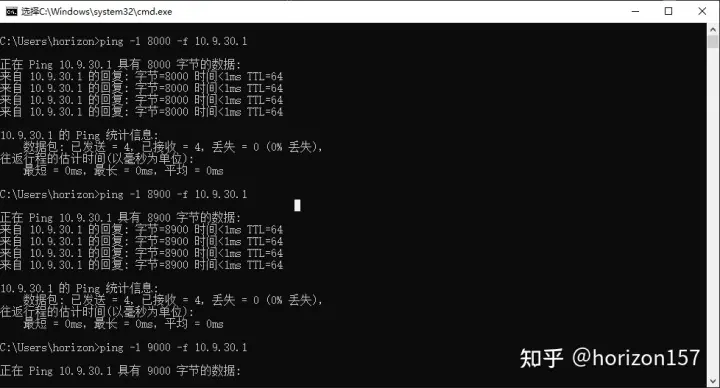 选择C:\Windows\system32\cmd.exe
C:\Users\horizon>ping -l 8000 -f 10.9.30.1
正在 Ping 10.9.30.1 具有 8000 字节的数据:
来自 10.9.30.1 的回复: 字节=8000 时间<1ms TTL=64
来自 10.9.30.1 的回复: 字节=8000 时间<1ms TTL=64
来自 10.9.30.1 的回复: 字节=8000 时间<1ms TTL=64
来自 10.9.30.1 的回复: 字节=8000 时间<1ms TTL=64
10.9.30.1 的 Ping 统计信息:
数据包: 已发送 = 4, 已接收 = 4, 丢失 = 0 (0% 丢失),
往返行程的估计时间(以毫秒为单位):
最短 = 0ms, 最长 = 0ms, 平均 = 0ms
C:\Users\horizon>ping -l 8900 -f 10.9.30.1
正在 Ping 10.9.30.1 具有 8900 字节的数据:
来自 10.9.30.1 的回复: 字节=8900 时间<1ms TTL=64
来自 10.9.30.1 的回复: 字节=8900 时间<1ms TTL=64
来自 10.9.30.1 的回复: 字节=8900 时间<1ms TTL=64
来自 10.9.30.1 的回复: 字节=8900 时间<1ms TTL=64
10.9.30.1 的 Ping 统计信息:
数据包: 已发送 = 4, 已接收 = 4, 丢失 = 0 (0% 丢失),
往返行程的估计时间(以毫秒为单位):
最短 = 0ms, 最长 = 0ms, 平均 = 0ms
C:\Users\horizon>ping -l 9000 -f 10.9.30.1
正在 Ping 10.9.30.1 具有 9000 字节的数据:
知乎 @horizon157